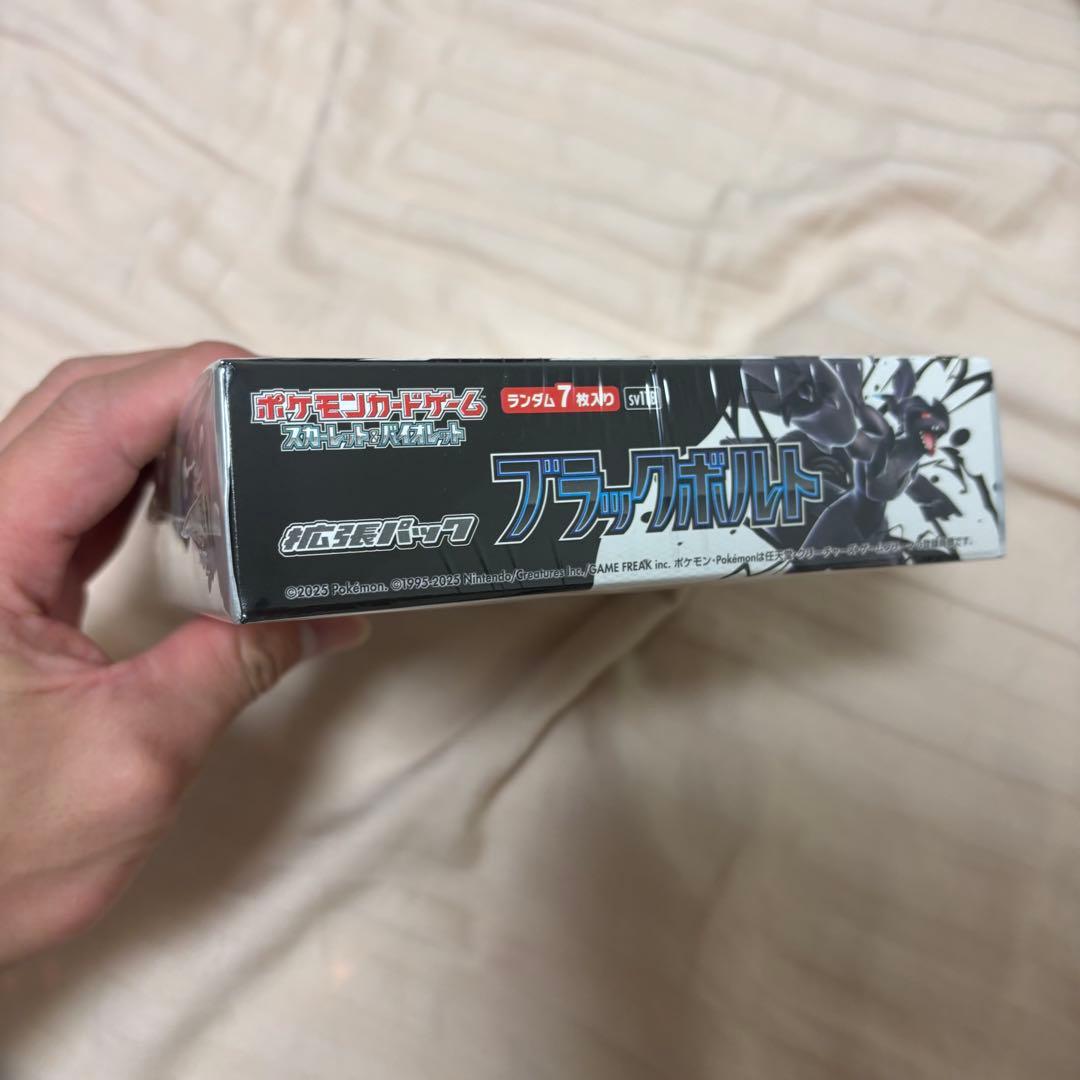 ポケモンカードゲーム
スカーレット&バイオレット
ランダム7枚入り
sv11B
ブラックボルト
拡張パック
©2025 Pokémon. ©1995-2025 Nintendo/Creatures Inc./GAME FREAK inc. ポケモン・Pokémonは任天堂・クリーチャーズ・ゲームフリークの登録商標です。